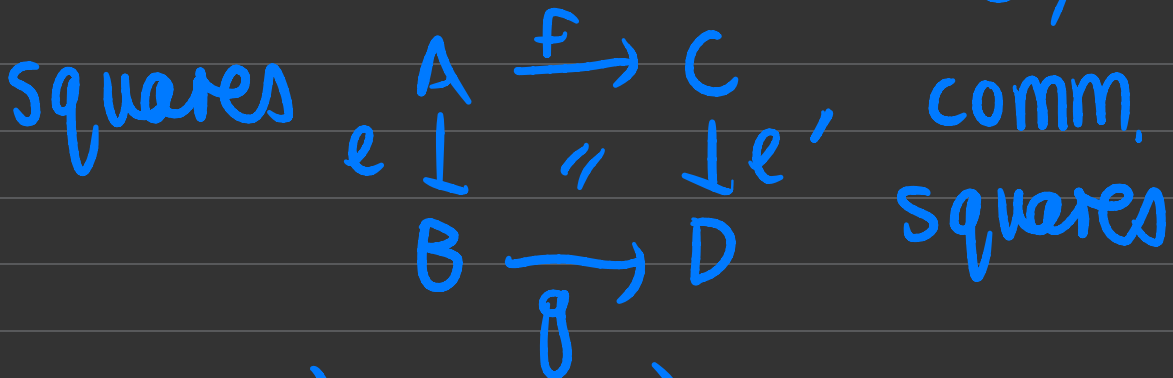 squares A F→ C comm.
e ↓ " ↓ e'
squares
B → D
g